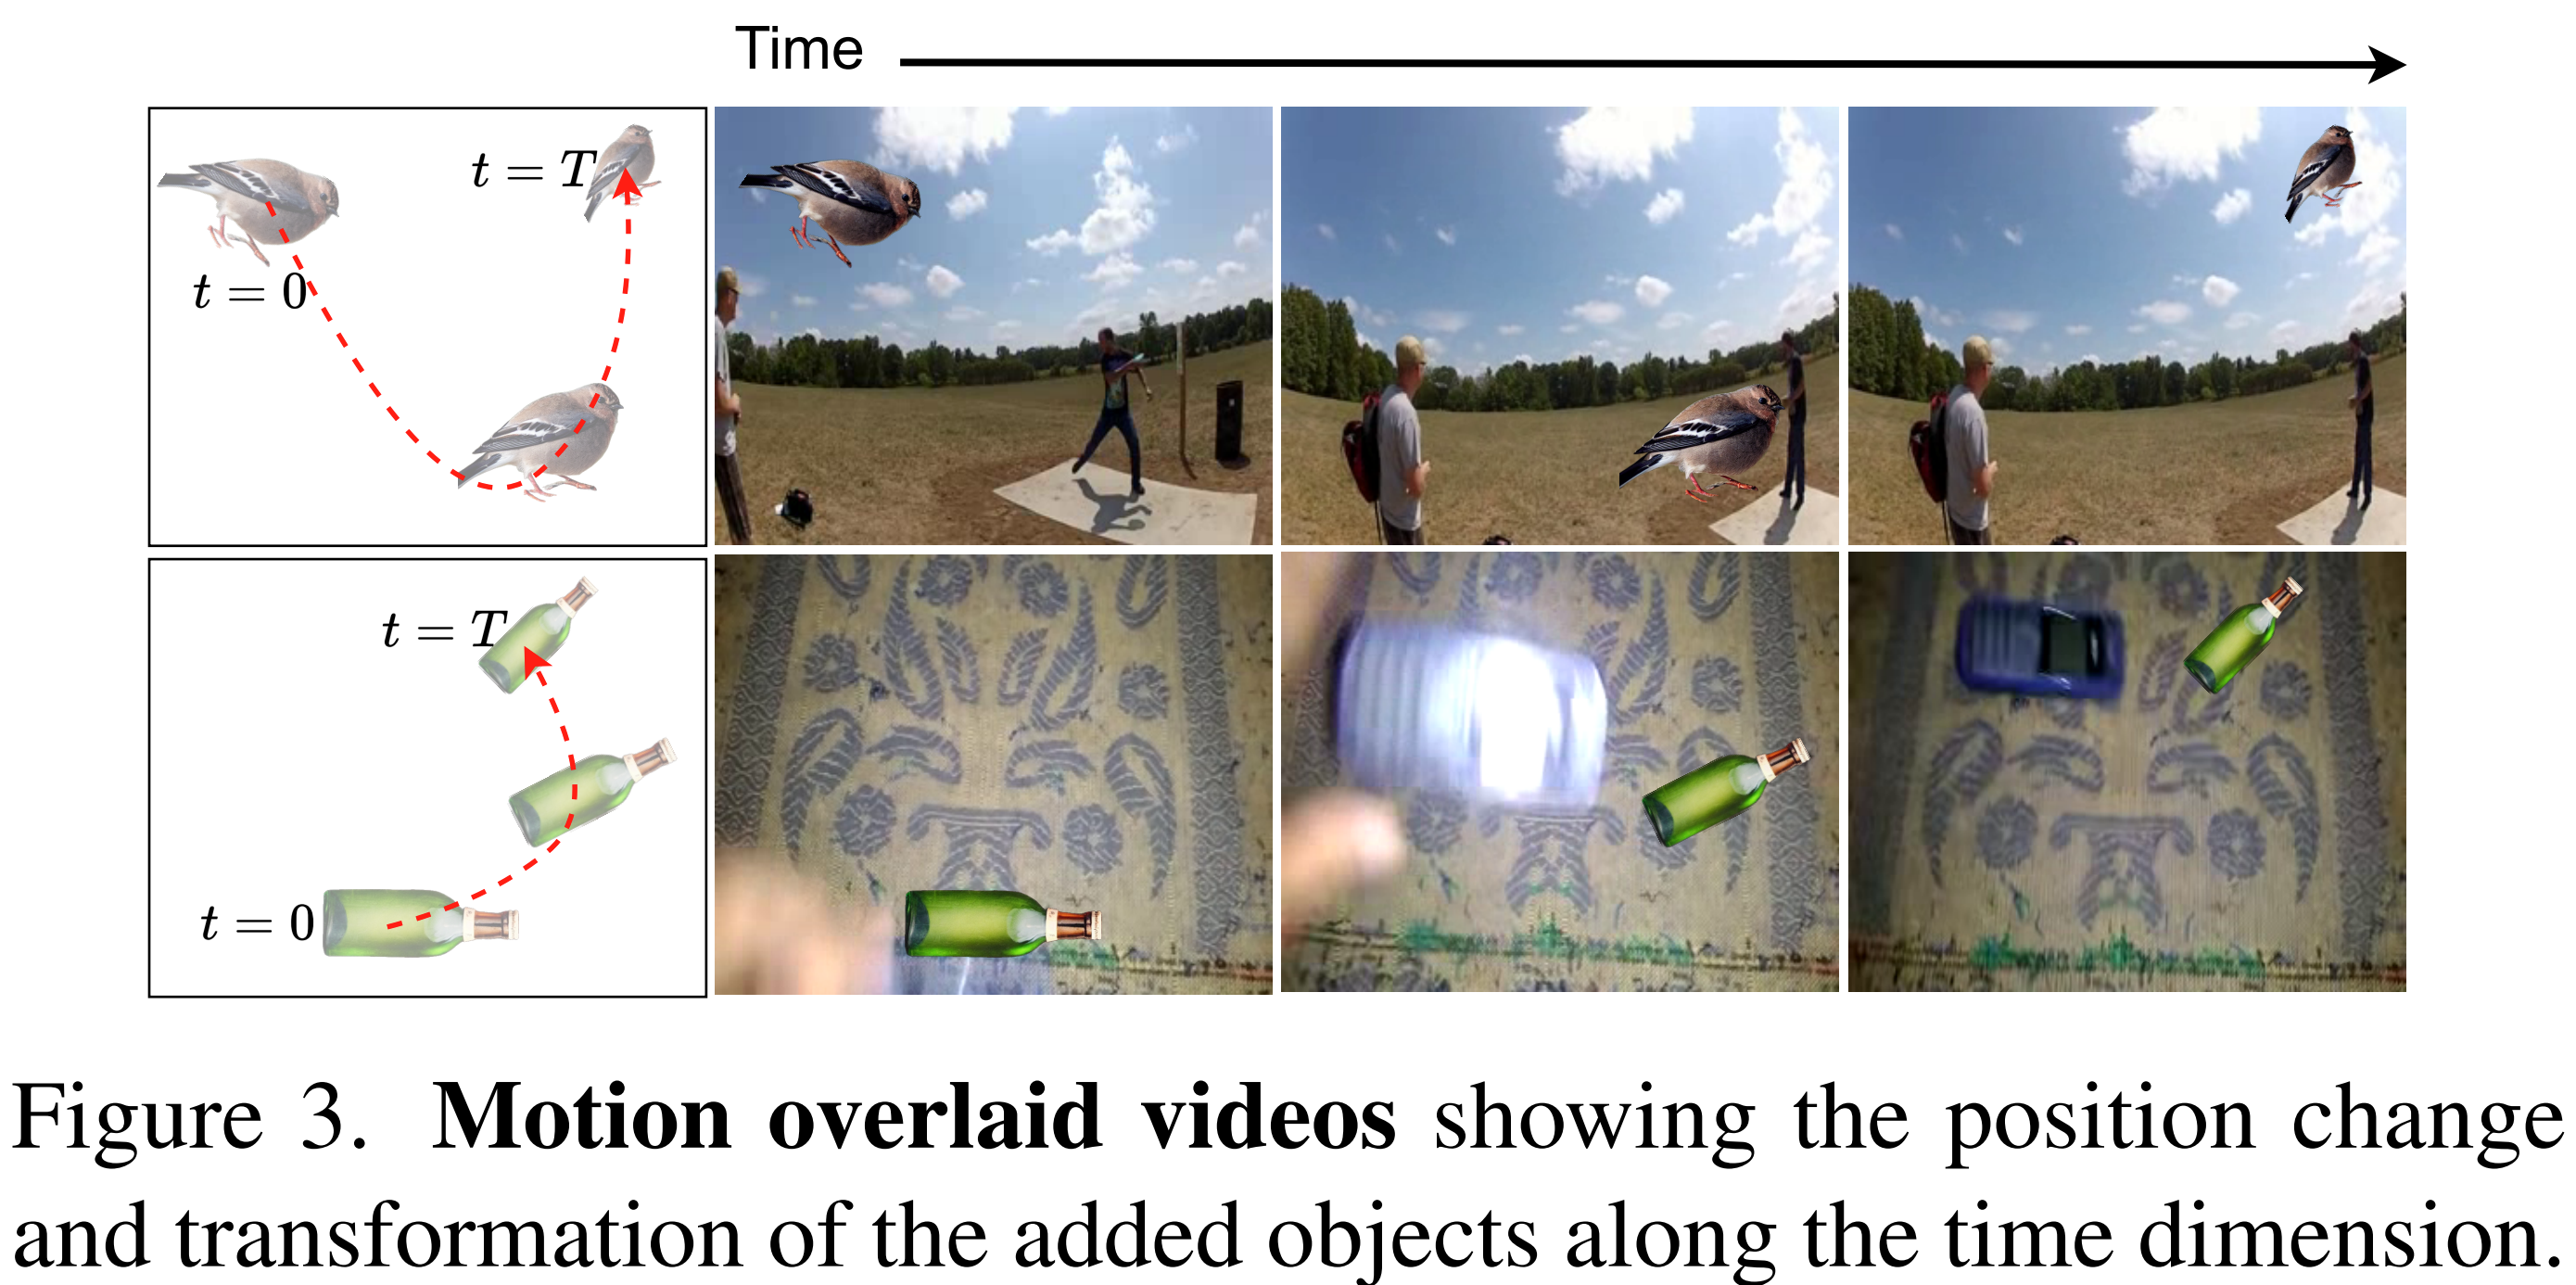 Time
t = T
t = 0
t = T
t = 0
Figure 3. Motion overlaid videos showing the position change
and transformation of the added objects along the time dimension.